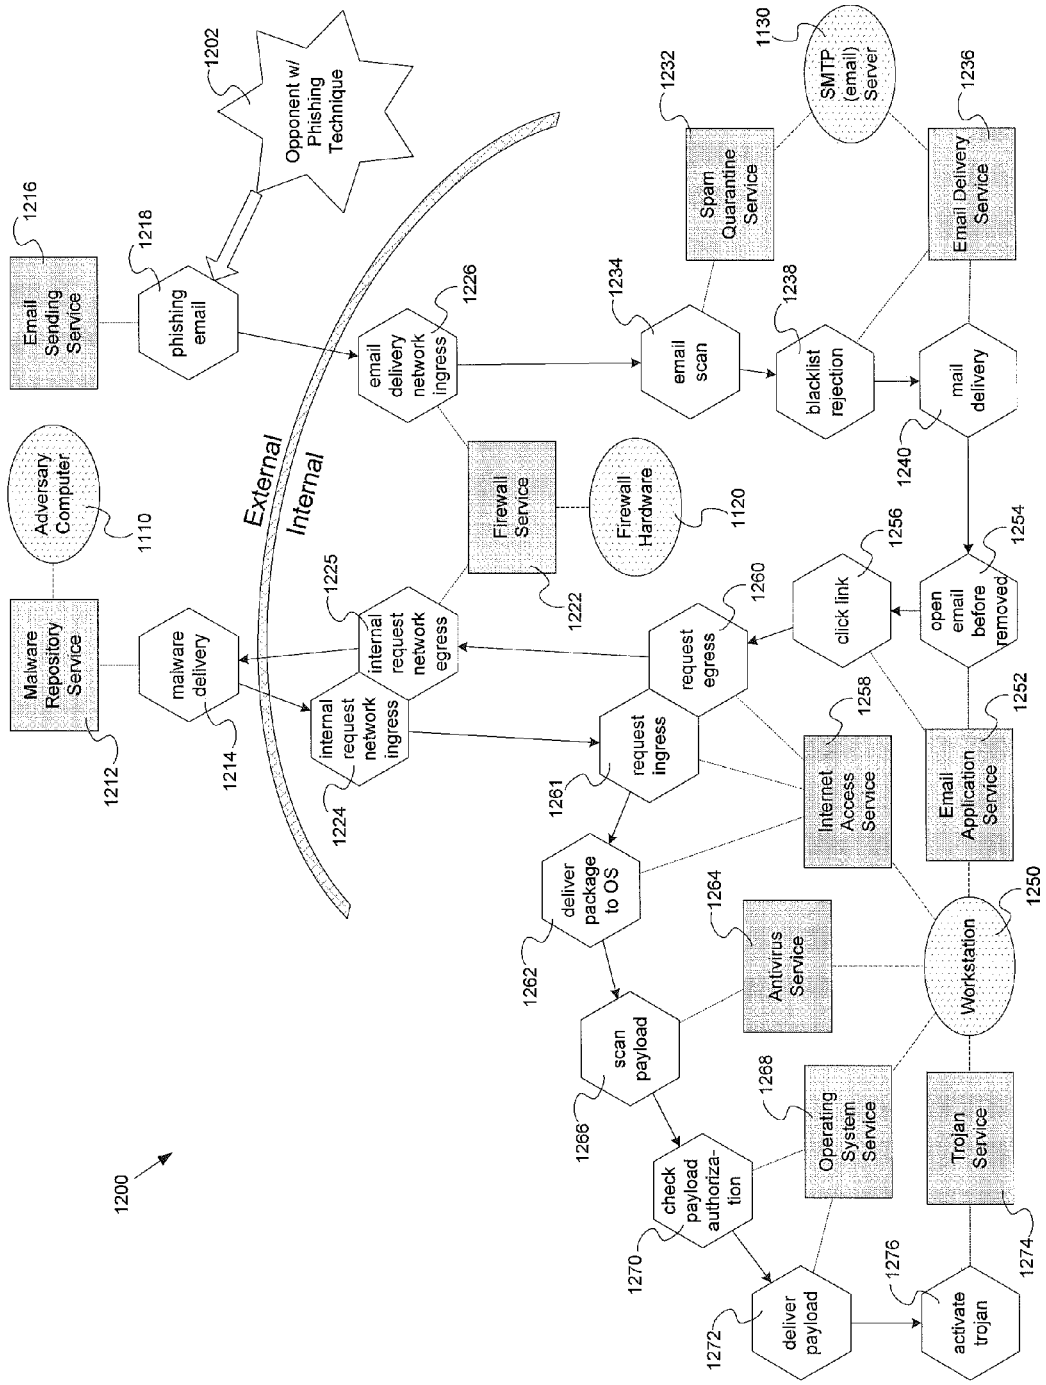 1200
Malware
Repository
Service
1212
Adversary
Computer
1110
Email
Sending
Service
1216
malware
delivery
1214
phishing
email
1218
1202
Opponent w/
Phishing
Technique
External
Internal
internal
request
network
ingress
1224
internal
request
network
egress
1225
email
delivery
network
ingress
1226
Firewall
Service
1222
Firewall
Hardware
1120
deliver
package
to OS
1262
request
ingress
1261
request
egress
1260
email
scan
1234
Spam
Quarantine
Service
1232
SMTP
(email)
Server
1130
scan
payload
1266
Antivirus
Service
1264
check
payload
authoriza-
tion
1270
Operating
System
Service
1268
Internet
Access
Service
1258
click link
1256
blacklist
rejection
1238
deliver
payload
1272
activate
trojan
1276
Trojan
Service
1274
Workstation
1250
Email
Application
Service
1252
open
email
before
removed
1254
mail
delivery
1240
Email Delivery
Service
1236